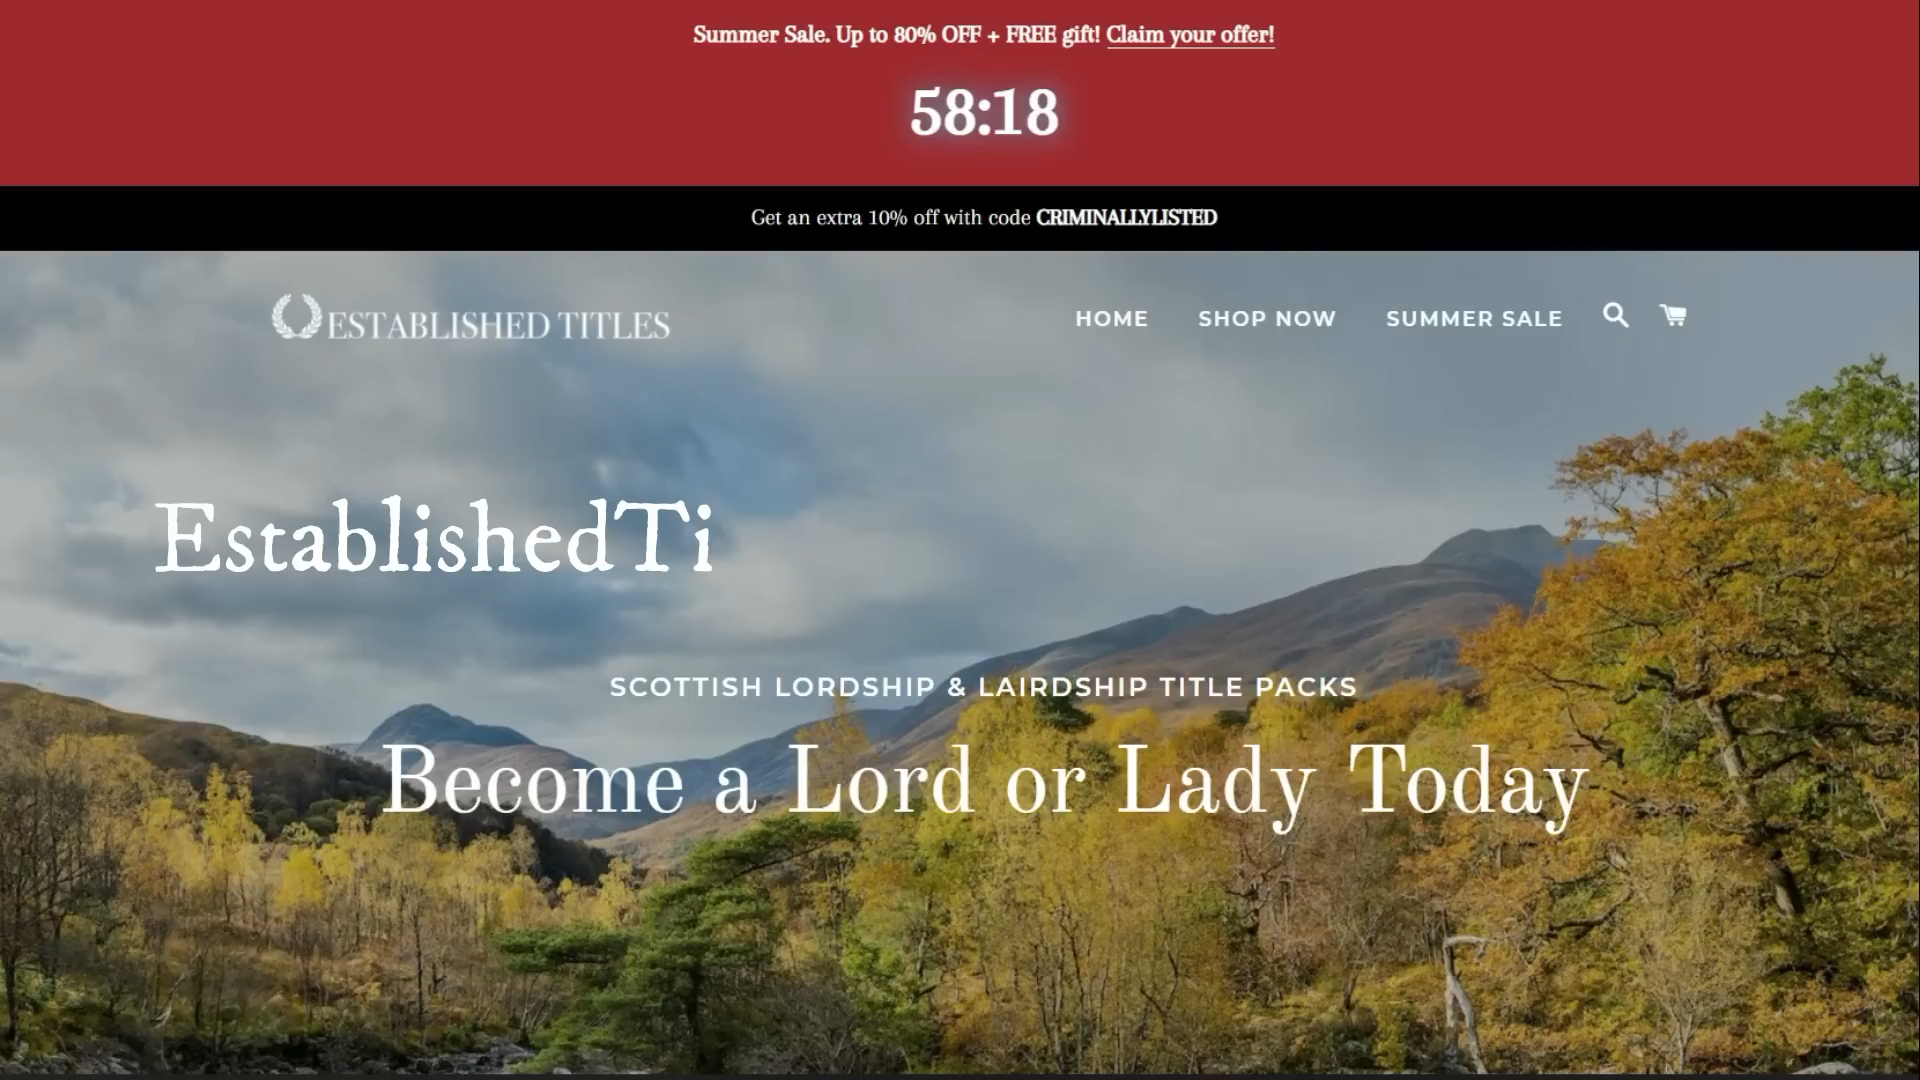 Summer Sale. Up to 80% OFF + FREE gift! Claim your offer!
58:18
Get an extra 10% off with code CRIMINALLYLISTED
ESTABLISHED TITLES
HOME SHOP NOW SUMMER SALE
EstablishedTi
SCOTTISH LORDSHIP & LAIRDSHIP TITLE PACKS
Become a Lord or Lady Today